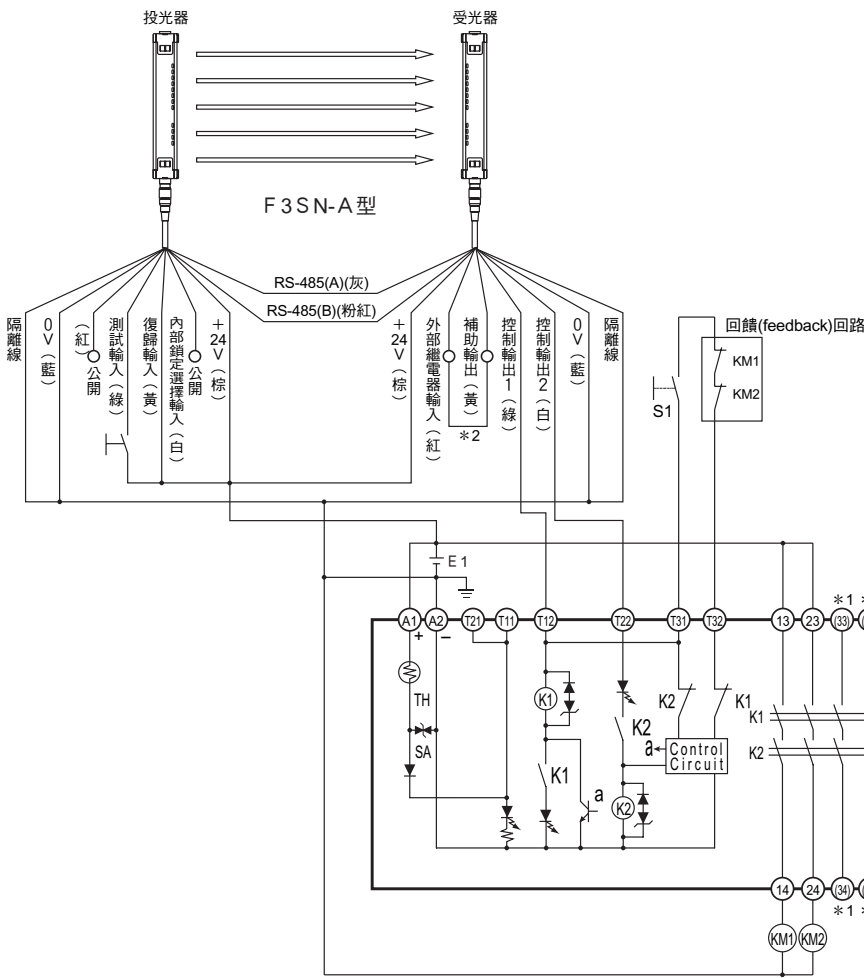 投光器
受光器
F3SN-A型
RS-485(A)(灰)
RS-485(B)(粉紅)
隔離線
0V(藍)
(紅)
公開
測試輸入(綠)
復歸輸入(黃)
內部鎖定選擇輸入(白)
公開
+24V(棕)
+24V(棕)
外部繼電器輸入(紅)
補助輸出(黃)
*2
控制輸出1(綠)
控制輸出2(白)
0V(藍)
隔離線
回饋(feedback)回路
KM1
KM2
S1
E1
*1 *
A1
A2
T21
T11
T12
T22
T31
T32
13
23
(33)
+
−
TH
SA
K1
K1
a
K2
K2
K2
K1
a
Control
Circuit
K1
K2
14
24
(34)
*1 *
KM1
KM2